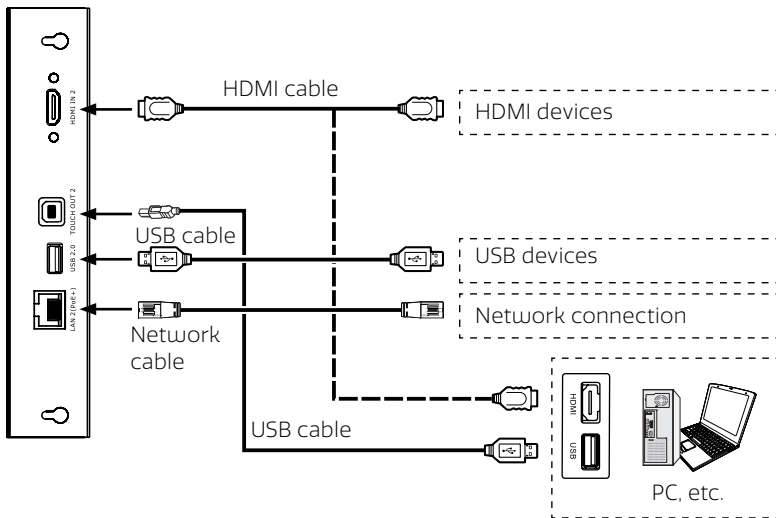 HDMI IN 2
HDMI cable
HDMI devices
TOUCH OUT 2
USB cable
USB 2.0
USB devices
LAN 2(PoE+)
Network
cable
Network connection
USB cable
HDMI
USB
PC, etc.